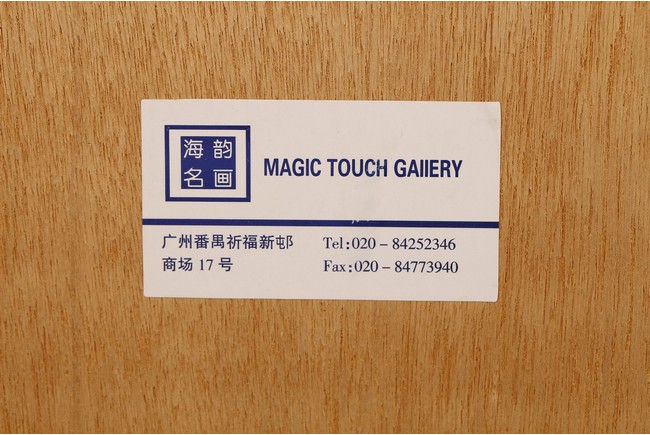 海韵
名画
MAGIC TOUCH GAIIERY
广州番禺祈福新邨
商场 17 号
Tel:020－84252346
Fax:020－84773940